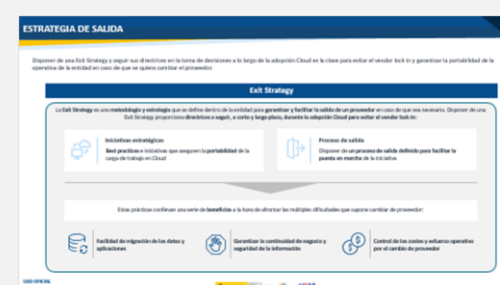 ESTRATEGIA DE SALIDA
Disponer de una Exit Strategy y seguir sus directrices en la toma de decisiones a lo largo de la adopción Cloud es la clave para evitar el vendor lock in y garantizar la portabilidad de la
operativa de la entidad en caso de que se quiera cambiar el proveedor.
Exit Strategy
La Exit Strategy es una metodología y estrategia que se define dentro de la entidad para garantizar y facilitar la salida de un proveedor en caso de que sea necesario. Disponer de una
Exit Strategy proporciona directrices a seguir, a corto y largo plazo, durante la adopción Cloud para evitar el vendor lock in:
Iniciativas estratégicas
Best practices e iniciativas que aseguren la portabilidad de la
carga de trabajo en Cloud
Proceso de salida
Disponer de un proceso de salida definido para facilitar la
puesta en marcha de la iniciativa
Estas prácticas conllevan una serie de beneficios a la hora de afrontar las múltiples dificultades que supone cambiar de proveedor:
Facilidad de migración de los datos y
aplicaciones
Garantizar la continuidad de negocio y
seguridad de la información
Control de los costes y esfuerzo operativo
por el cambio de proveedor
USO OFICIAL